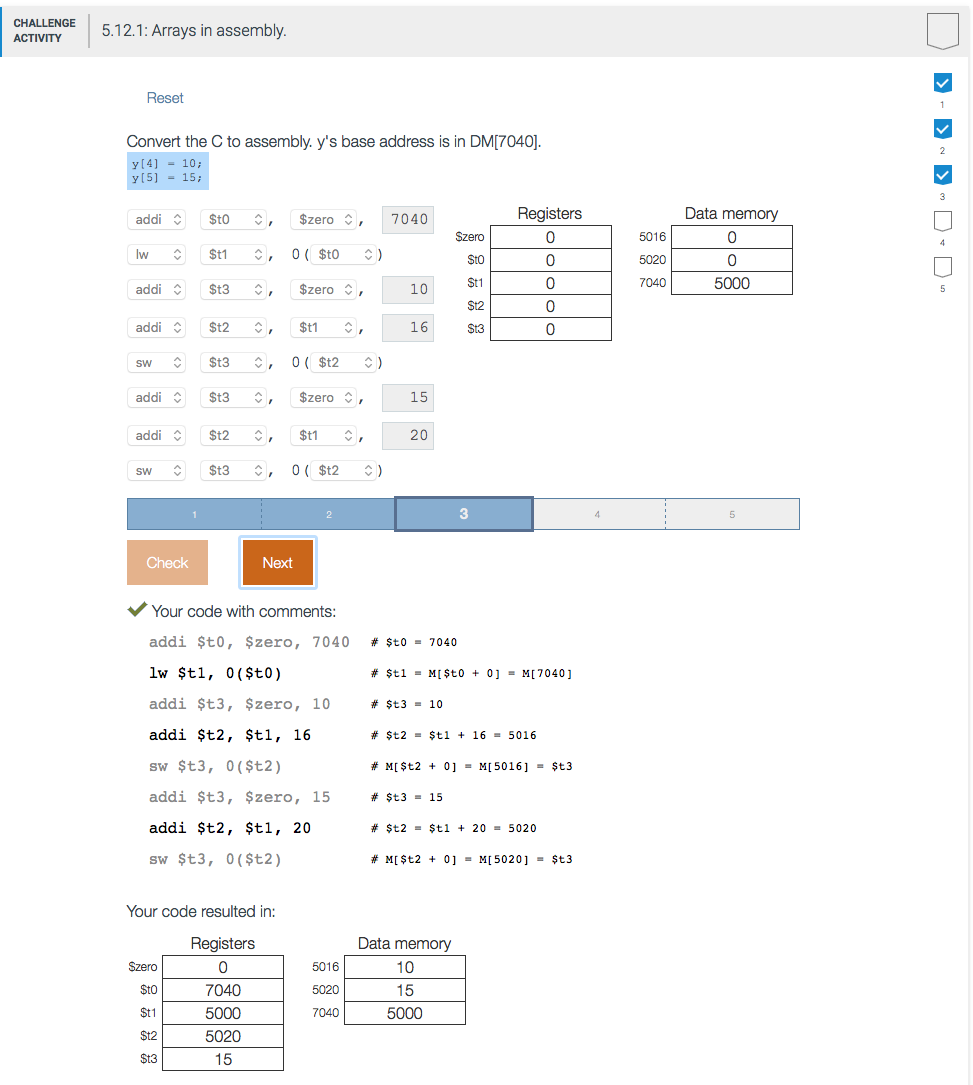 CHALLENGE
ACTIVITY
5.12.1: Arrays in assembly.
Reset
1
2
3
4
5
Convert the C to assembly. y's base address is in DM[7040].
y[4] = 10;
y[5] = 15;
addi $t0, $zero, 7040
lw $t1, 0($t0)
addi $t3, $zero, 10
addi $t2, $t1, 16
sw $t3, 0($t2)
addi $t3, $zero, 15
addi $t2, $t1, 20
sw $t3, 0($t2)
Registers
$zero 0
$t0 0
$t1 0
$t2 0
$t3 0
Data memory
5016 0
5020 0
7040 5000
1 2 3 4 5
Check Next
Your code with comments:
addi $t0, $zero, 7040 # $t0 = 7040
lw $t1, 0($t0) # $t1 = M[$t0 + 0] = M[7040]
addi $t3, $zero, 10 # $t3 = 10
addi $t2, $t1, 16 # $t2 = $t1 + 16 = 5016
sw $t3, 0($t2) # M[$t2 + 0] = M[5016] = $t3
addi $t3, $zero, 15 # $t3 = 15
addi $t2, $t1, 20 # $t2 = $t1 + 20 = 5020
sw $t3, 0($t2) # M[$t2 + 0] = M[5020] = $t3
Your code resulted in:
Registers
$zero 0
$t0 7040
$t1 5000
$t2 5020
$t3 15
Data memory
5016 10
5020 15
7040 5000